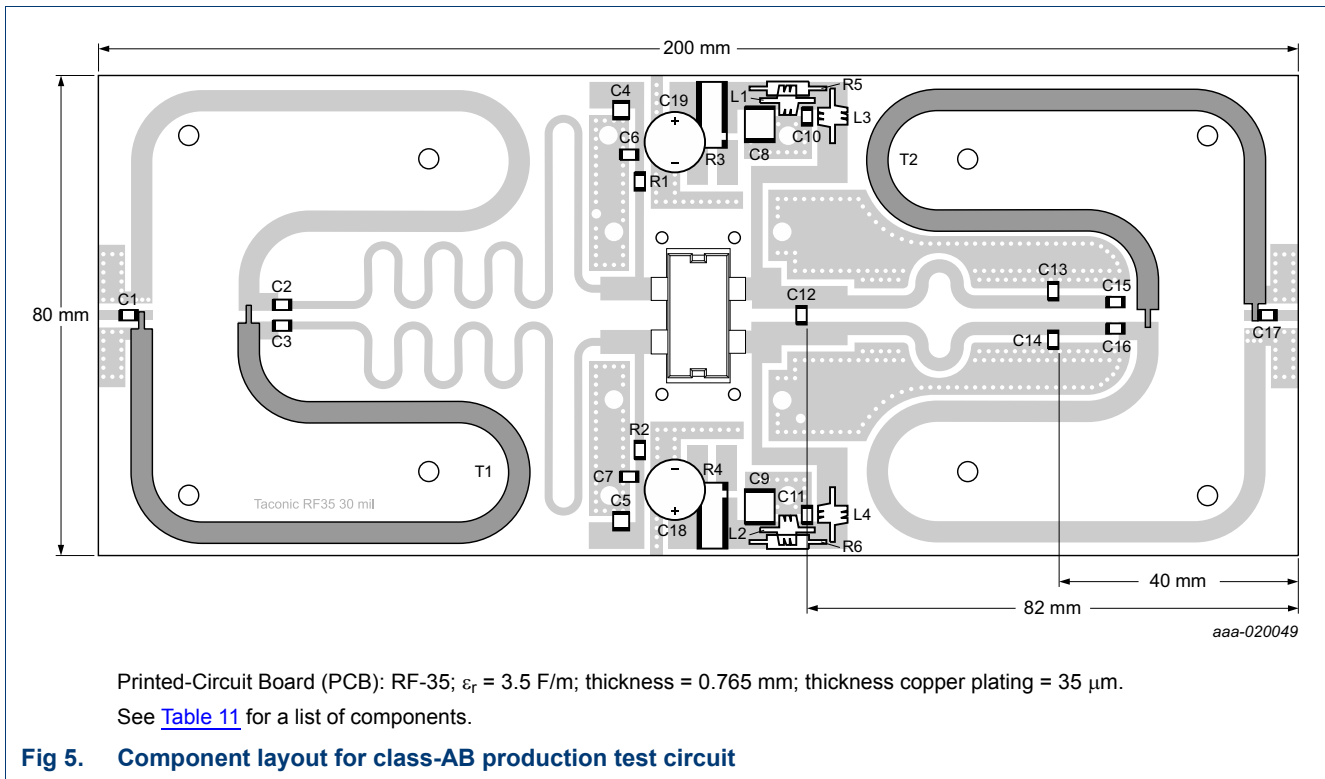 200 mm
80 mm
C4
C19
L1
R5
C6
C10
L3
C8
R3
R1
T2
+
–
C1
C2
C3
C12
C13
C14
C15
C16
C17
R2
C7
C5
R4
C9
C11
L4
C18
L2
R6
–
+
T1
Taconic RF35 30 mil
40 mm
82 mm
aaa-020049
Printed-Circuit Board (PCB): RF-35; εr = 3.5 F/m; thickness = 0.765 mm; thickness copper plating = 35 μm.
See Table 11 for a list of components.
Fig 5. Component layout for class-AB production test circuit